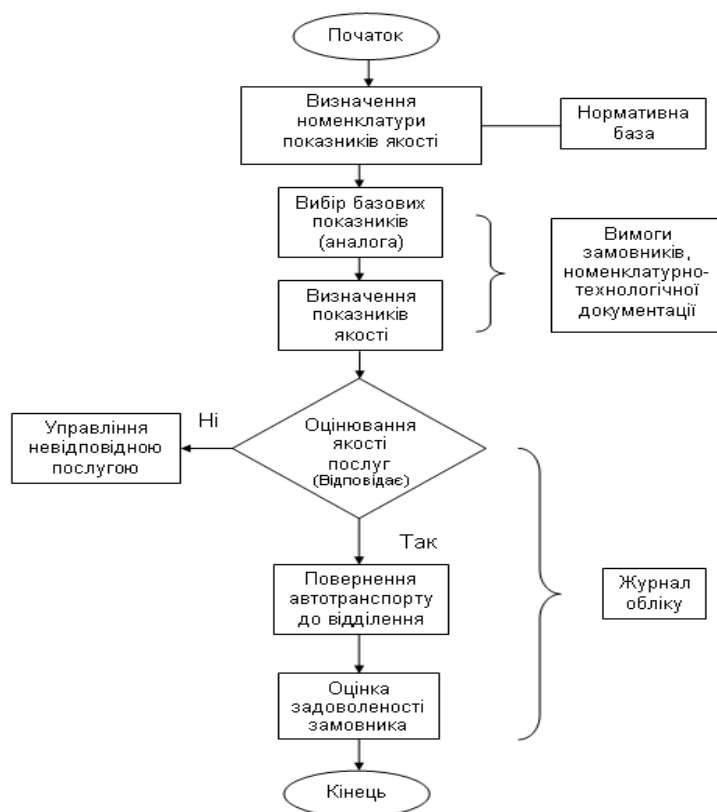 Початок
Визначення
номенклатури
показників якості
Нормативна
база
Вибір базових
показників
(аналога)
Вимоги
замовників,
номенклатурно-
технологічної
документації
Визначення
показників
якості
Управління
невідповідною
послугою
Ні
Оцінювання
якості
послуг
(Відповідає)
Так
Повернення
автотранспорту
до відділення
Журнал
обліку
Оцінка
задоволеності
замовника
Кінець